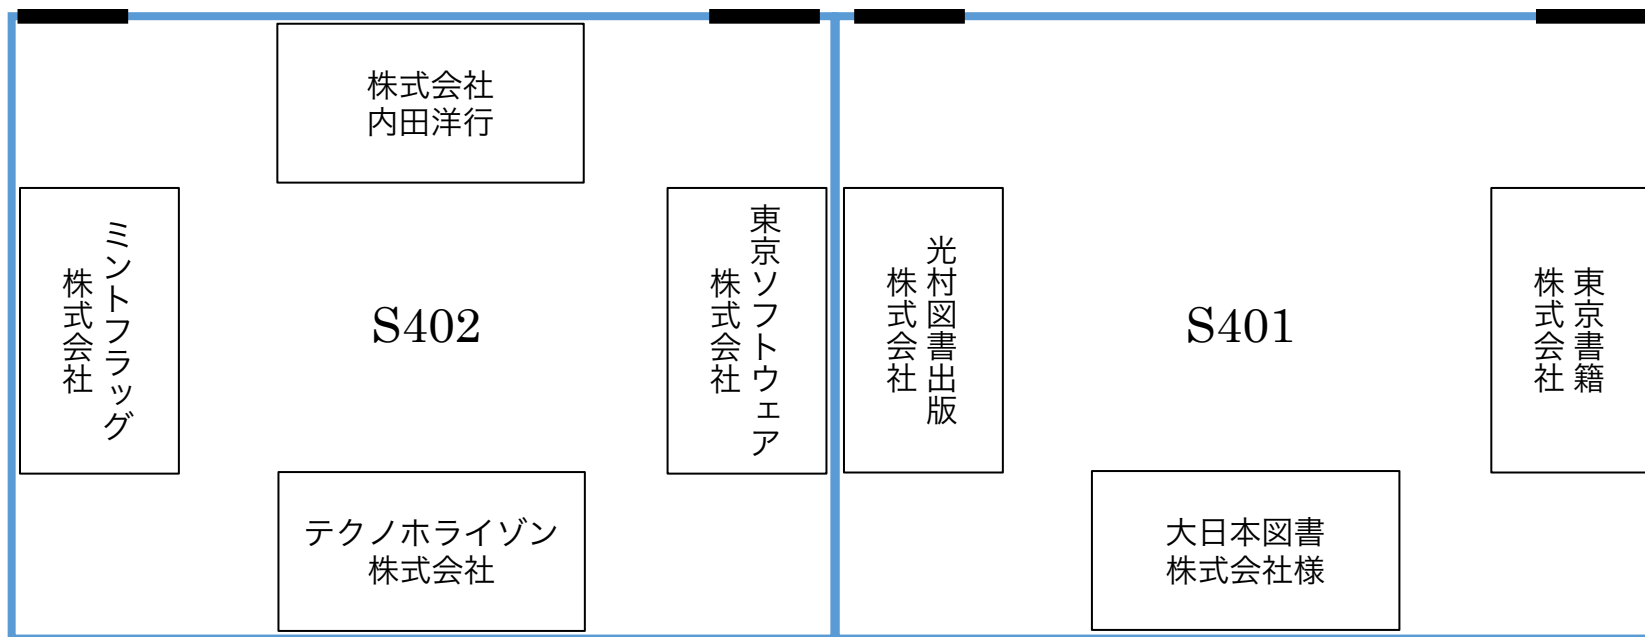 株式会社
内田洋行
ミントフラッグ
株式会社
S402
東京ソフトウェア
株式会社
テクノホライゾン
株式会社
光村図書出版
株式会社
S401
東京書籍
株式会社
大日本図書
株式会社様